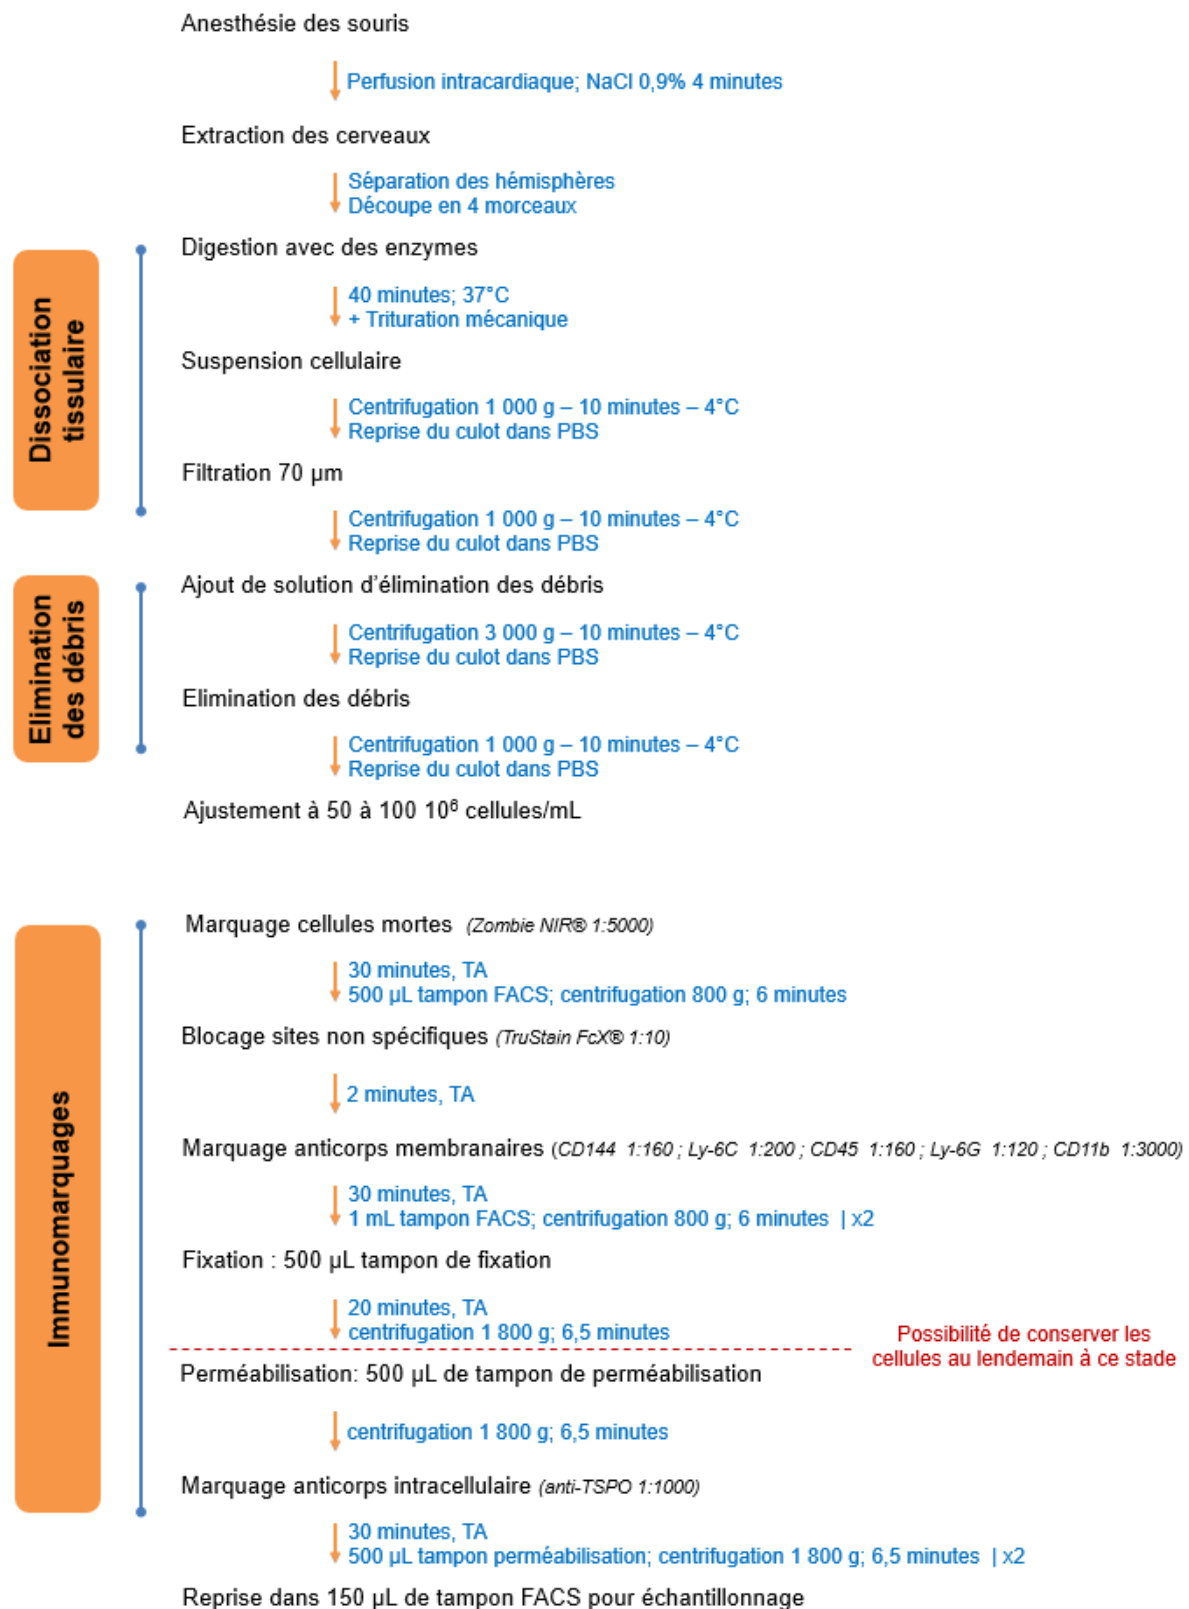 Anesthésie des souris
Perfusion intracardiaque; NaCl 0,9% 4 minutes
Extraction des cerveaux
Séparation des hémisphères
Découpe en 4 morceaux
Dissociation
tissulaire
Digestion avec des enzymes
40 minutes; 37°C
+ Trituration mécanique
Suspension cellulaire
Centrifugation 1 000 g – 10 minutes – 4°C
Reprise du culot dans PBS
Filtration 70 µm
Centrifugation 1 000 g – 10 minutes – 4°C
Reprise du culot dans PBS
Elimination
des débris
Ajout de solution d'élimination des débris
Centrifugation 3 000 g – 10 minutes – 4°C
Reprise du culot dans PBS
Elimination des débris
Centrifugation 1 000 g – 10 minutes – 4°C
Reprise du culot dans PBS
Ajustement à 50 à 100 10⁶ cellules/mL
Immunomarquages
Marquage cellules mortes (Zombie NIR® 1:5000)
30 minutes, TA
500 µL tampon FACS; centrifugation 800 g; 6 minutes
Blocage sites non spécifiques (TruStain FcX® 1:10)
2 minutes, TA
Marquage anticorps membranaires (CD144 1:160 ; Ly-6C 1:200 ; CD45 1:160 ; Ly-6G 1:120 ; CD11b 1:3000)
30 minutes, TA
1 mL tampon FACS; centrifugation 800 g; 6 minutes | x2
Fixation : 500 µL tampon de fixation
20 minutes, TA
centrifugation 1 800 g; 6,5 minutes
Possibilité de conserver les
cellules au lendemain à ce stade
Perméabilisation: 500 µL de tampon de perméabilisation
centrifugation 1 800 g; 6,5 minutes
Marquage anticorps intracellulaire (anti-TSPO 1:1000)
30 minutes, TA
500 µL tampon perméabilisation; centrifugation 1 800 g; 6,5 minutes | x2
Reprise dans 150 µL de tampon FACS pour échantillonnage